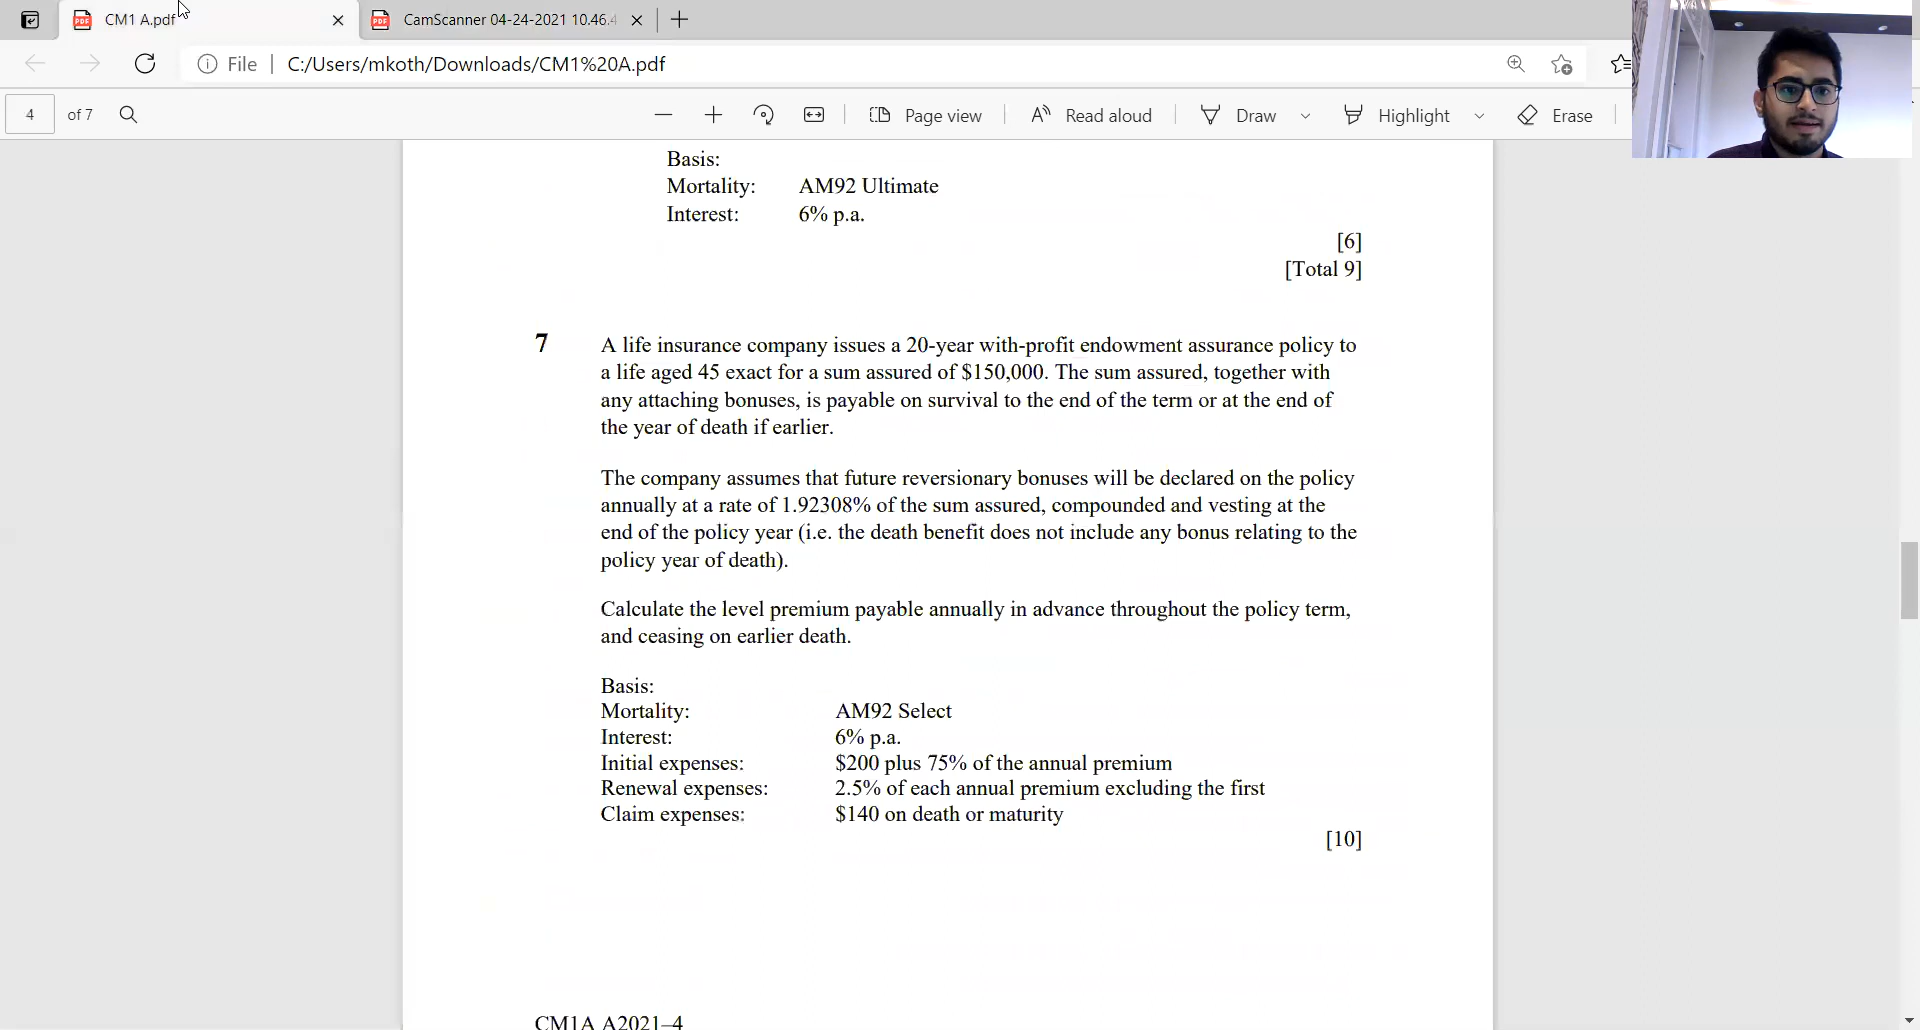 CM1 A.pdf
CamScanner 04-24-2021 10.46.4
File
C:/Users/mkoth/Downloads/CM1%20A.pdf
4 of 7
Page view
Read aloud
Draw
Highlight
Erase
Basis:
Mortality: AM92 Ultimate
Interest: 6% p.a.
[6]
[Total 9]
7 A life insurance company issues a 20-year with-profit endowment assurance policy to
a life aged 45 exact for a sum assured of $150,000. The sum assured, together with
any attaching bonuses, is payable on survival to the end of the term or at the end of
the year of death if earlier.
The company assumes that future reversionary bonuses will be declared on the policy
annually at a rate of 1.92308% of the sum assured, compounded and vesting at the
end of the policy year (i.e. the death benefit does not include any bonus relating to the
policy year of death).
Calculate the level premium payable annually in advance throughout the policy term,
and ceasing on earlier death.
Basis:
Mortality: AM92 Select
Interest: 6% p.a.
Initial expenses: $200 plus 75% of the annual premium
Renewal expenses: 2.5% of each annual premium excluding the first
Claim expenses: $140 on death or maturity
[10]
CM1A A2021–4